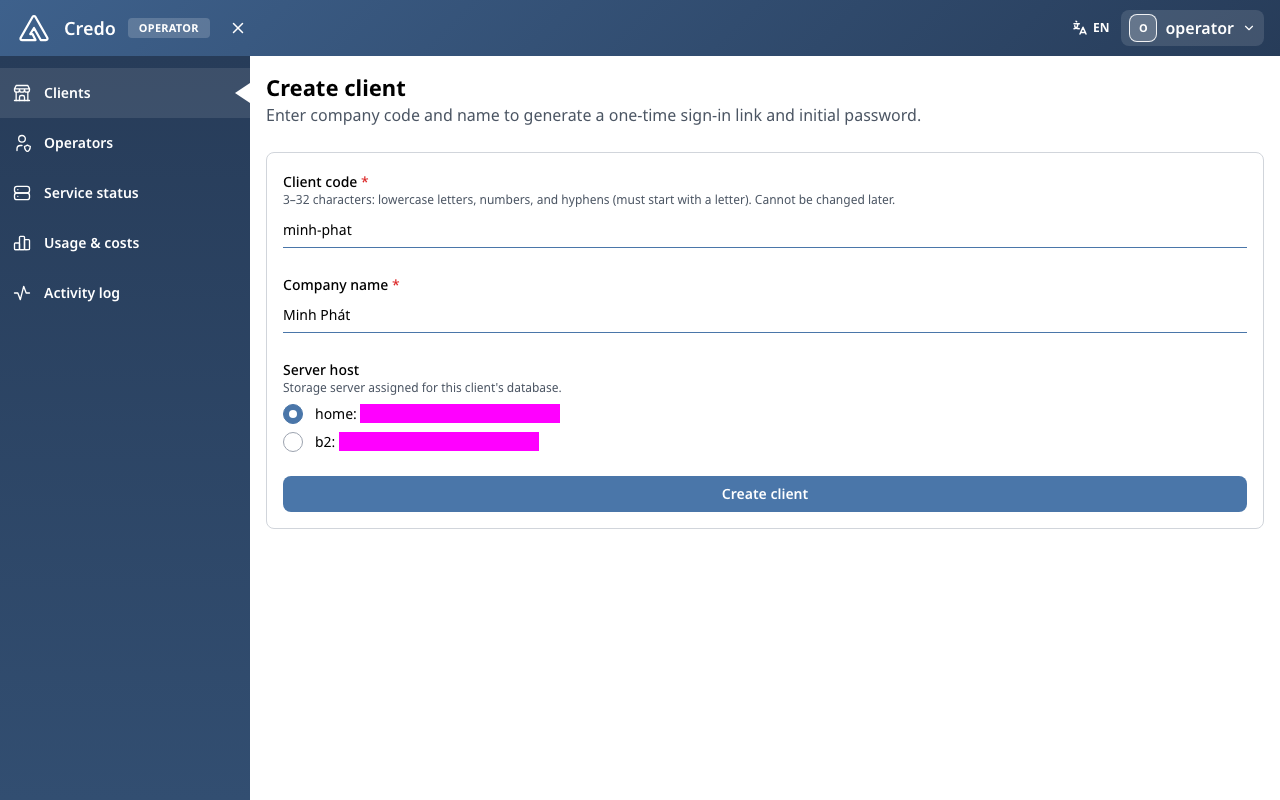 Credo OPERATOR
EN
O operator
Clients
Operators
Service status
Usage & costs
Activity log
Create client
Enter company code and name to generate a one-time sign-in link and initial password.
Client code *
3–32 characters: lowercase letters, numbers, and hyphens (must start with a letter). Cannot be changed later.
minh-phat
Company name *
Minh Phát
Server host
Storage server assigned for this client's database.
home:
b2:
Create client